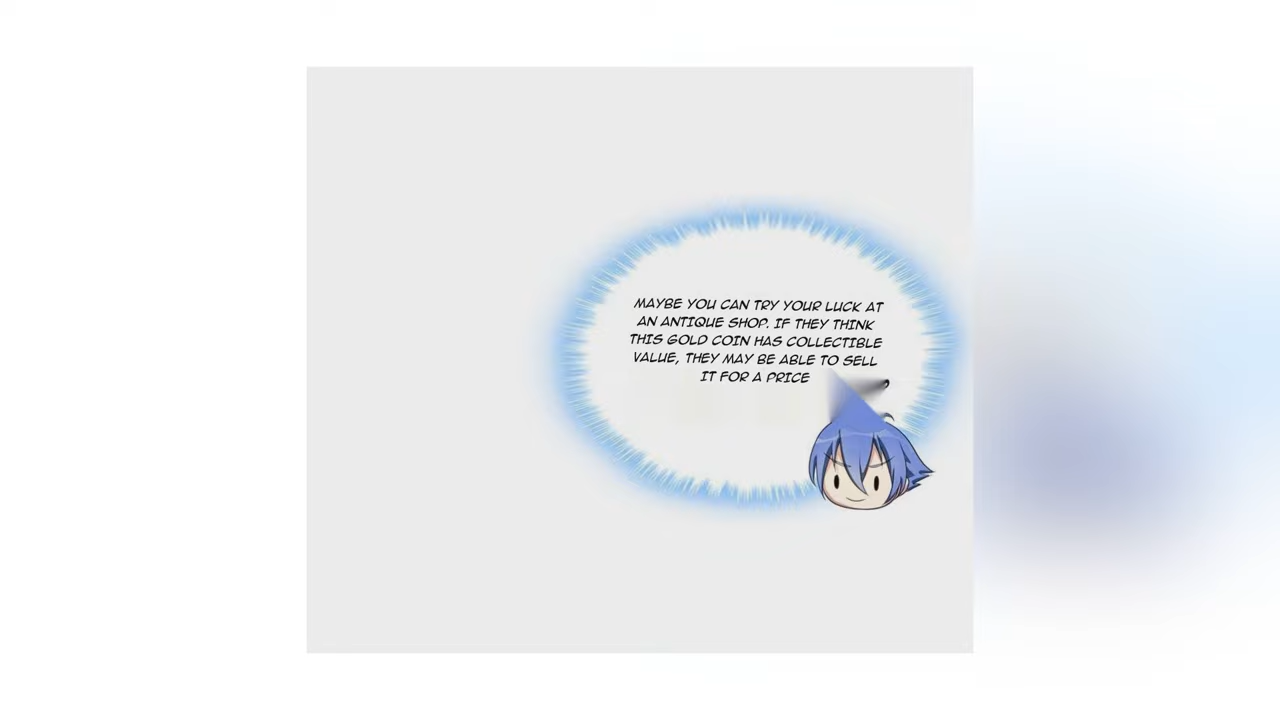 MAYBE YOU CAN TRY YOUR LUCK AT
AN ANTIQUE SHOP. IF THEY THINK
THIS GOLD COIN HAS COLLECTIBLE
VALUE, THEY MAY BE ABLE TO SELL
IT FOR A PRICE